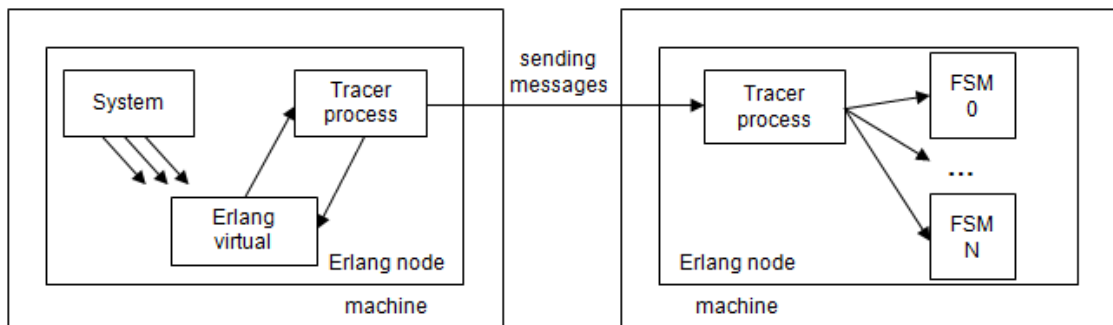 System
Tracer
process
Erlang
virtual
Erlang node
machine
sending
messages
Tracer
process
FSM
0
...
FSM
N
Erlang node
machine